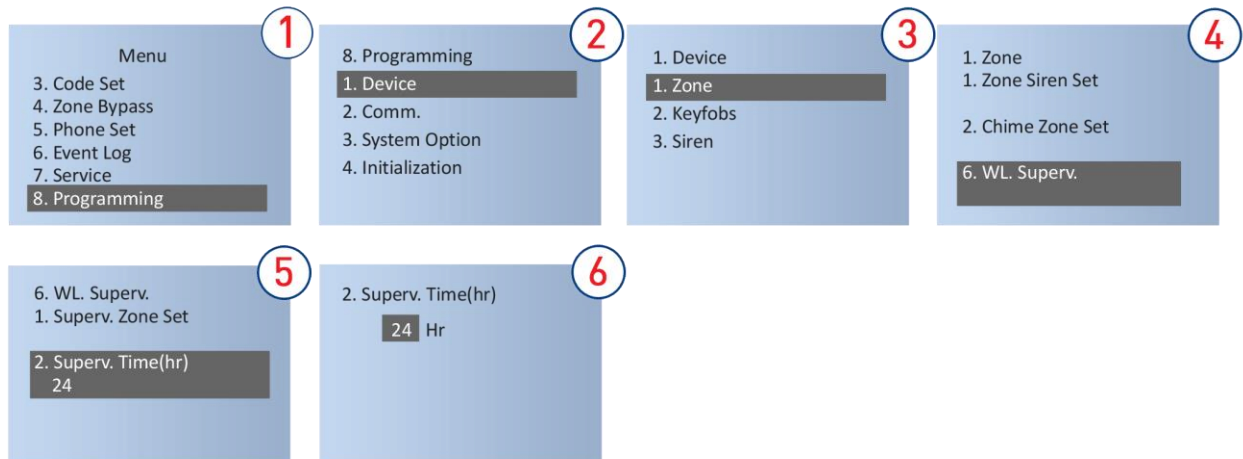 1
Menu
3. Code Set
4. Zone Bypass
5. Phone Set
6. Event Log
7. Service
8. Programming
2
8. Programming
1. Device
2. Comm.
3. System Option
4. Initialization
3
1. Device
1. Zone
2. Keyfobs
3. Siren
4
1. Zone
1. Zone Siren Set
2. Chime Zone Set
6. WL. Superv.
5
6. WL. Superv.
1. Superv. Zone Set
2. Superv. Time(hr)
24
6
2. Superv. Time(hr)
24 Hr